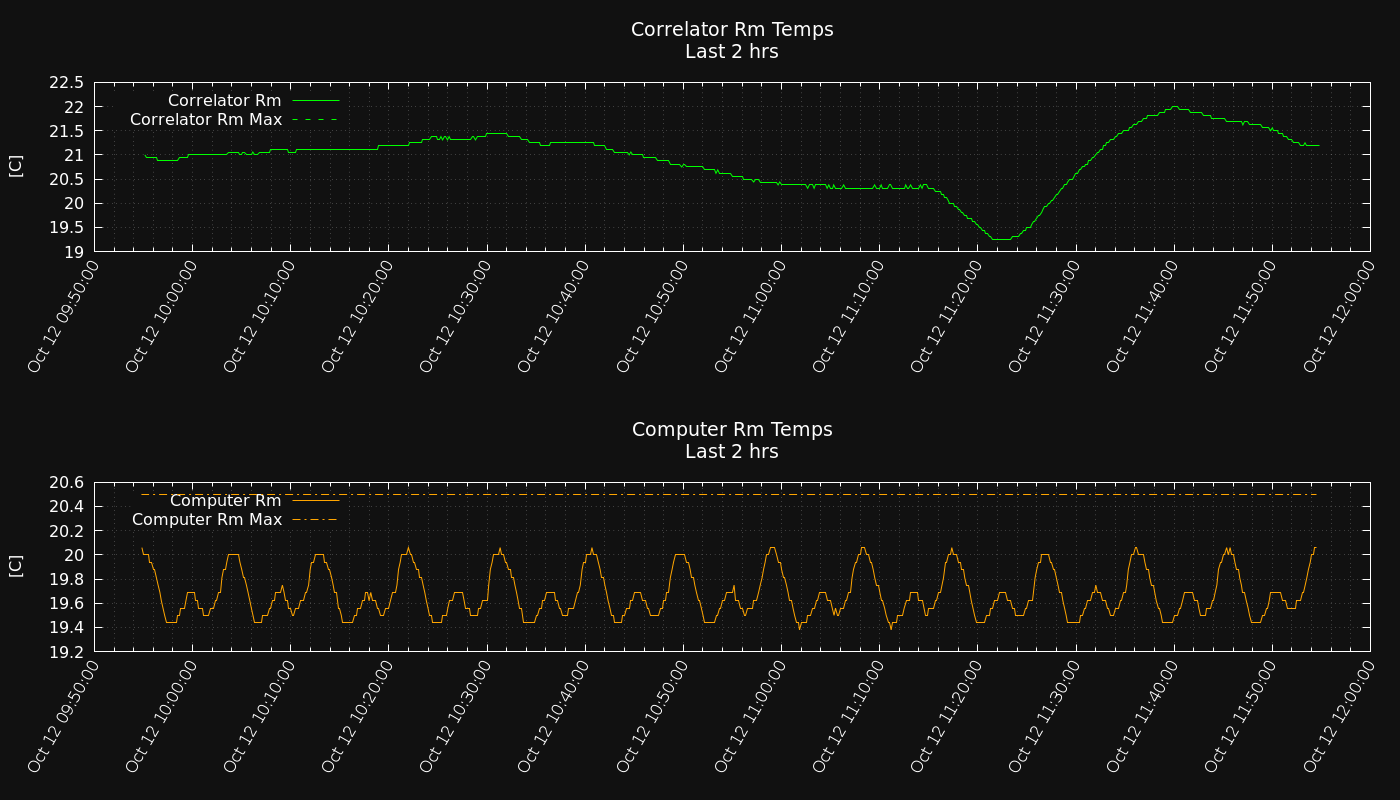 Correlator Rm Temps
Last 2 hrs
22.5
22
21.5
21
20.5
20
19.5
19
[C]
Correlator Rm
Correlator Rm Max
Oct 12 09:50:00
Oct 12 10:00:00
Oct 12 10:10:00
Oct 12 10:20:00
Oct 12 10:30:00
Oct 12 10:40:00
Oct 12 10:50:00
Oct 12 11:00:00
Oct 12 11:10:00
Oct 12 11:20:00
Oct 12 11:30:00
Oct 12 11:40:00
Oct 12 11:50:00
Oct 12 12:00:00
Computer Rm Temps
Last 2 hrs
20.6
20.4
20.2
20
19.8
19.6
19.4
19.2
[C]
Computer Rm
Computer Rm Max
Oct 12 09:50:00
Oct 12 10:00:00
Oct 12 10:10:00
Oct 12 10:20:00
Oct 12 10:30:00
Oct 12 10:40:00
Oct 12 10:50:00
Oct 12 11:00:00
Oct 12 11:10:00
Oct 12 11:20:00
Oct 12 11:30:00
Oct 12 11:40:00
Oct 12 11:50:00
Oct 12 12:00:00